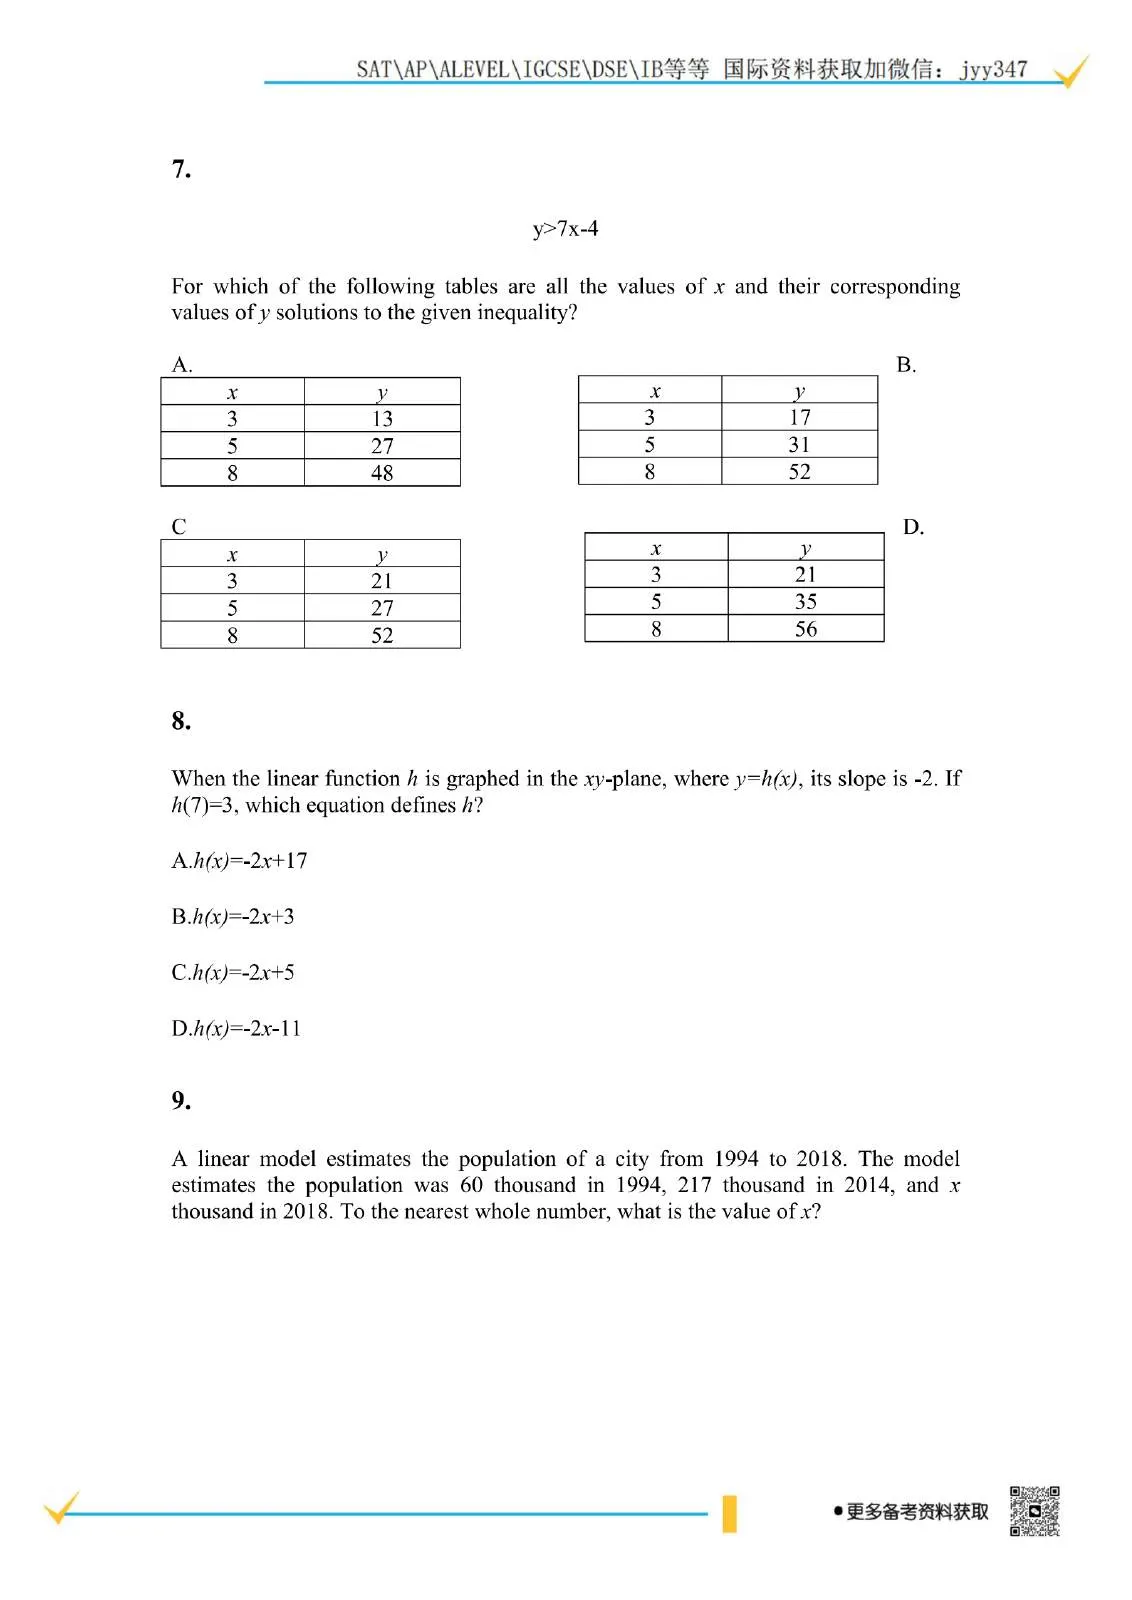 SAT\AP\ALEVEL\IGCSE\DSE\IB等等 国际资料获取加微信：jyy347
7.
y>7x-4
For which of the following tables are all the values of x and their corresponding
values of y solutions to the given inequality?
A.
x y
3 13
5 27
8 48
B.
x y
3 17
5 31
8 52
C
x y
3 21
5 27
8 52
D.
x y
3 21
5 35
8 56
8.
When the linear function h is graphed in the xy-plane, where y=h(x), its slope is -2. If
h(7)=3, which equation defines h?
A.h(x)=-2x+17
B.h(x)=-2x+3
C.h(x)=-2x+5
D.h(x)=-2x-11
9.
A linear model estimates the population of a city from 1994 to 2018. The model
estimates the population was 60 thousand in 1994, 217 thousand in 2014, and x
thousand in 2018. To the nearest whole number, what is the value of x?
•更多备考资料获取